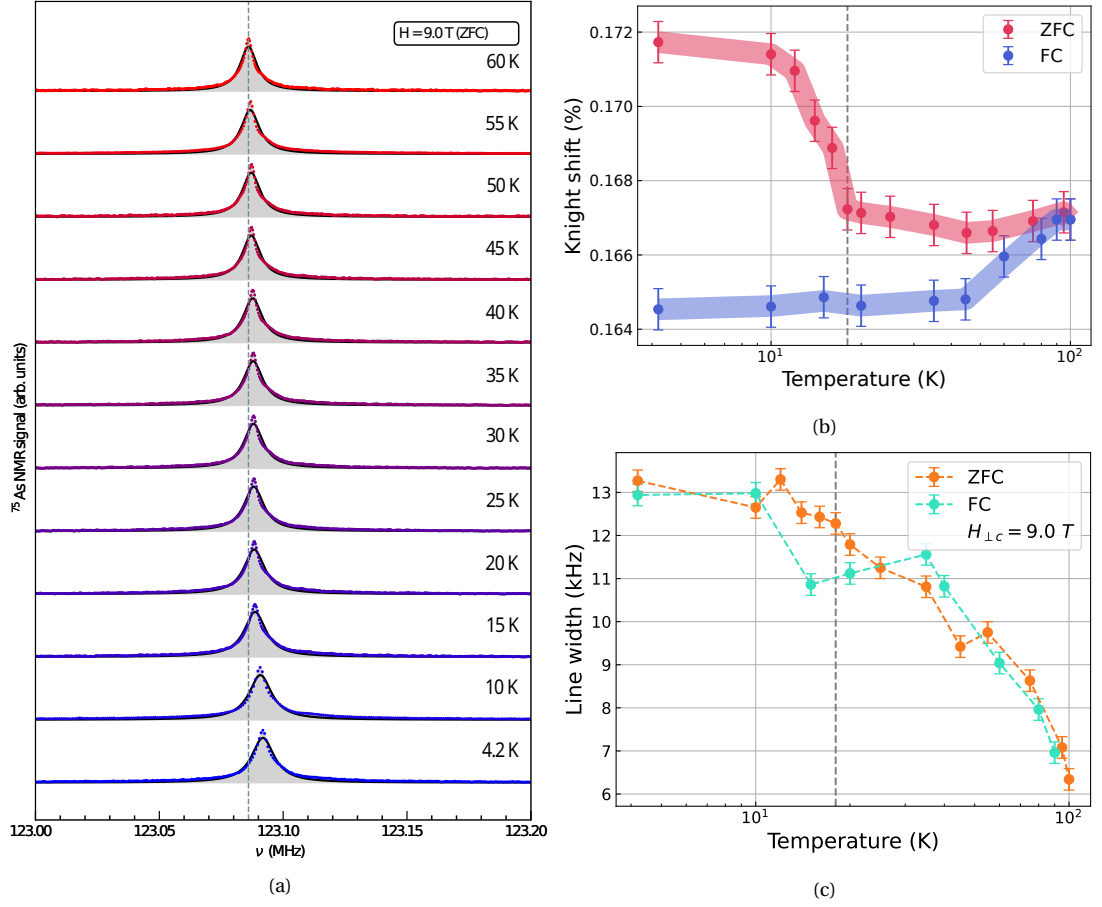 H = 9.0 T (ZFC)
60 K
55 K
50 K
45 K
40 K
35 K
30 K
25 K
20 K
15 K
10 K
4.2 K
⁷⁵As NMR signal (arb. units)
123.00 123.05 123.10 123.15 123.20
ν (MHz)
(a)
0.172
0.170
0.168
0.166
0.164
Knight shift (%)
ZFC
FC
10¹ 10²
Temperature (K)
(b)
13
12
11
10
9
8
7
6
Line width (kHz)
ZFC
FC
H⊥c = 9.0 T
10¹ 10²
Temperature (K)
(c)